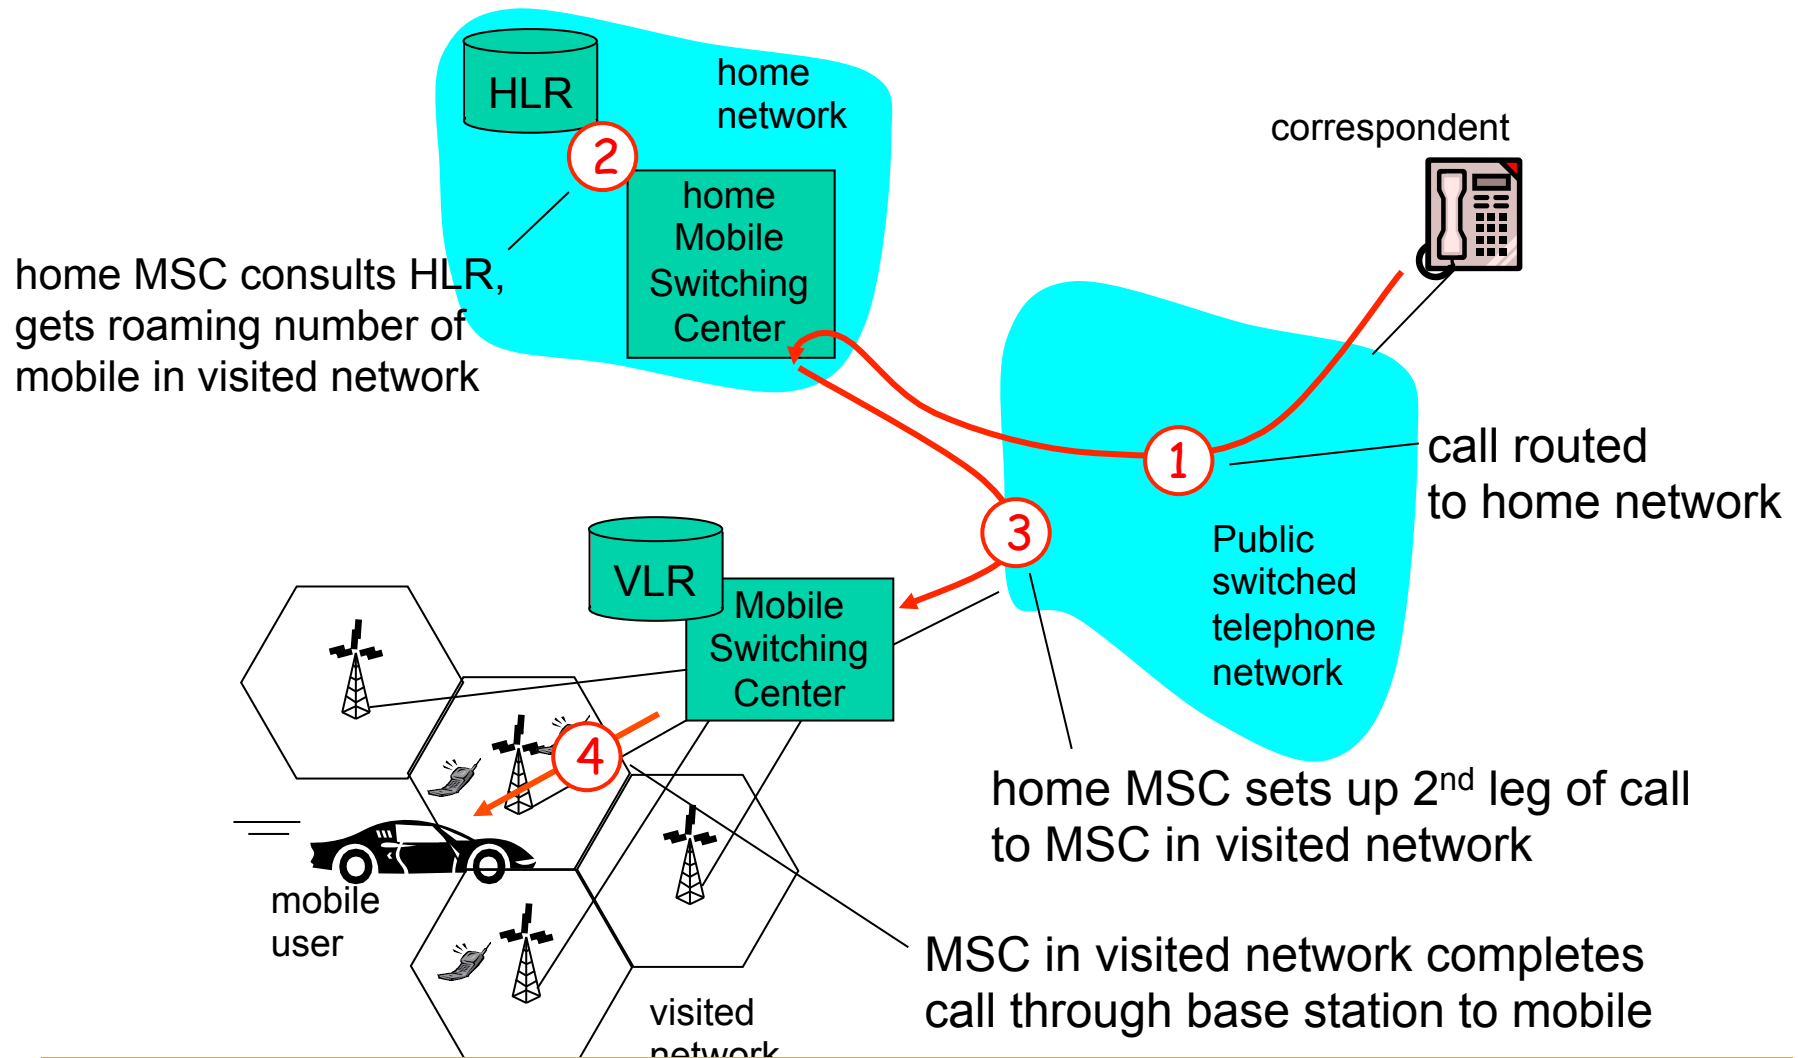 HLR
home
network
2
home
Mobile
Switching
Center
correspondent
home MSC consults HLR,
gets roaming number of
mobile in visited network
1
call routed
to home network
3
Public
switched
telephone
network
VLR
Mobile
Switching
Center
4
home MSC sets up 2nd leg of call
to MSC in visited network
mobile
user
MSC in visited network completes
call through base station to mobile
visited
network